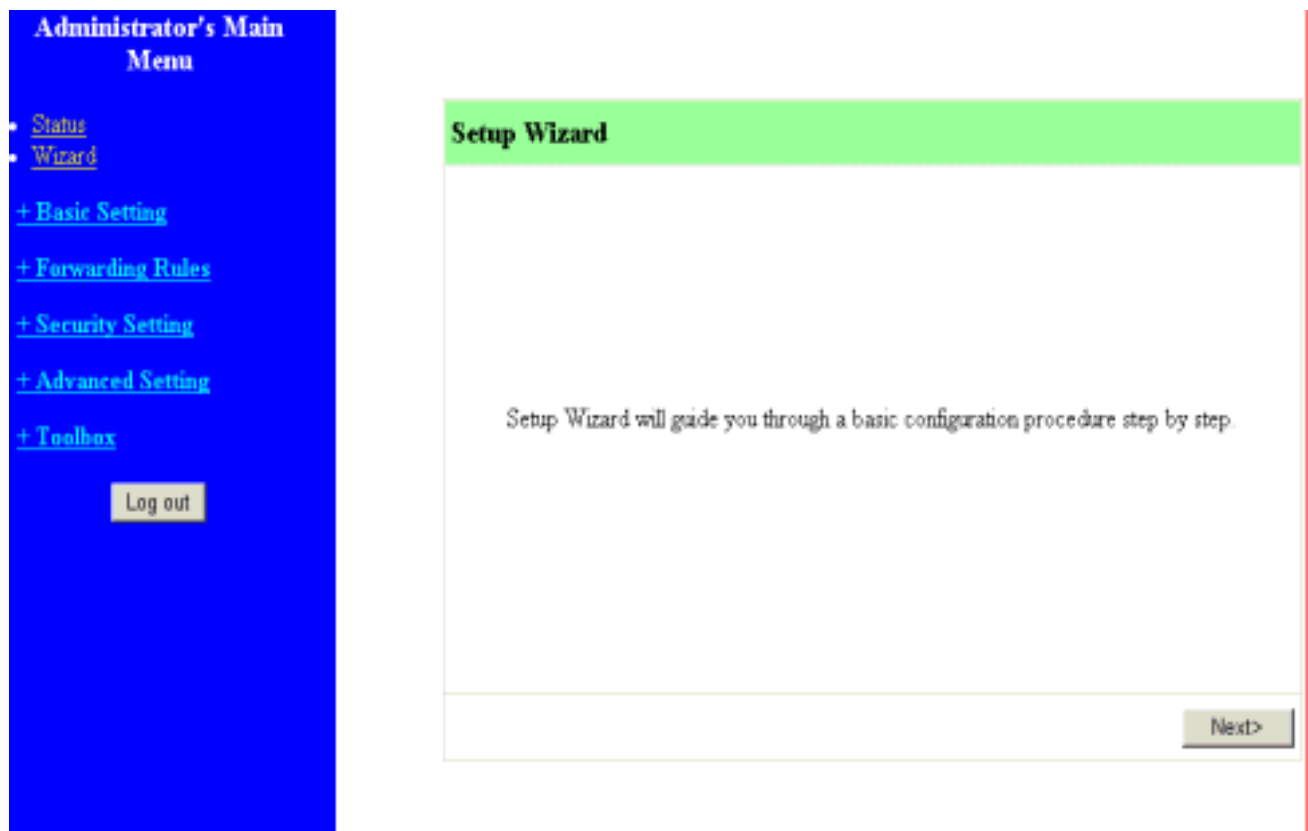 Administrator's Main
Menu
Status
Wizard
+ Basic Setting
+ Forwarding Rules
+ Security Setting
+ Advanced Setting
+ Toolbox
Log out
Setup Wizard
Setup Wizard will guide you through a basic configuration procedure step by step.
Next>